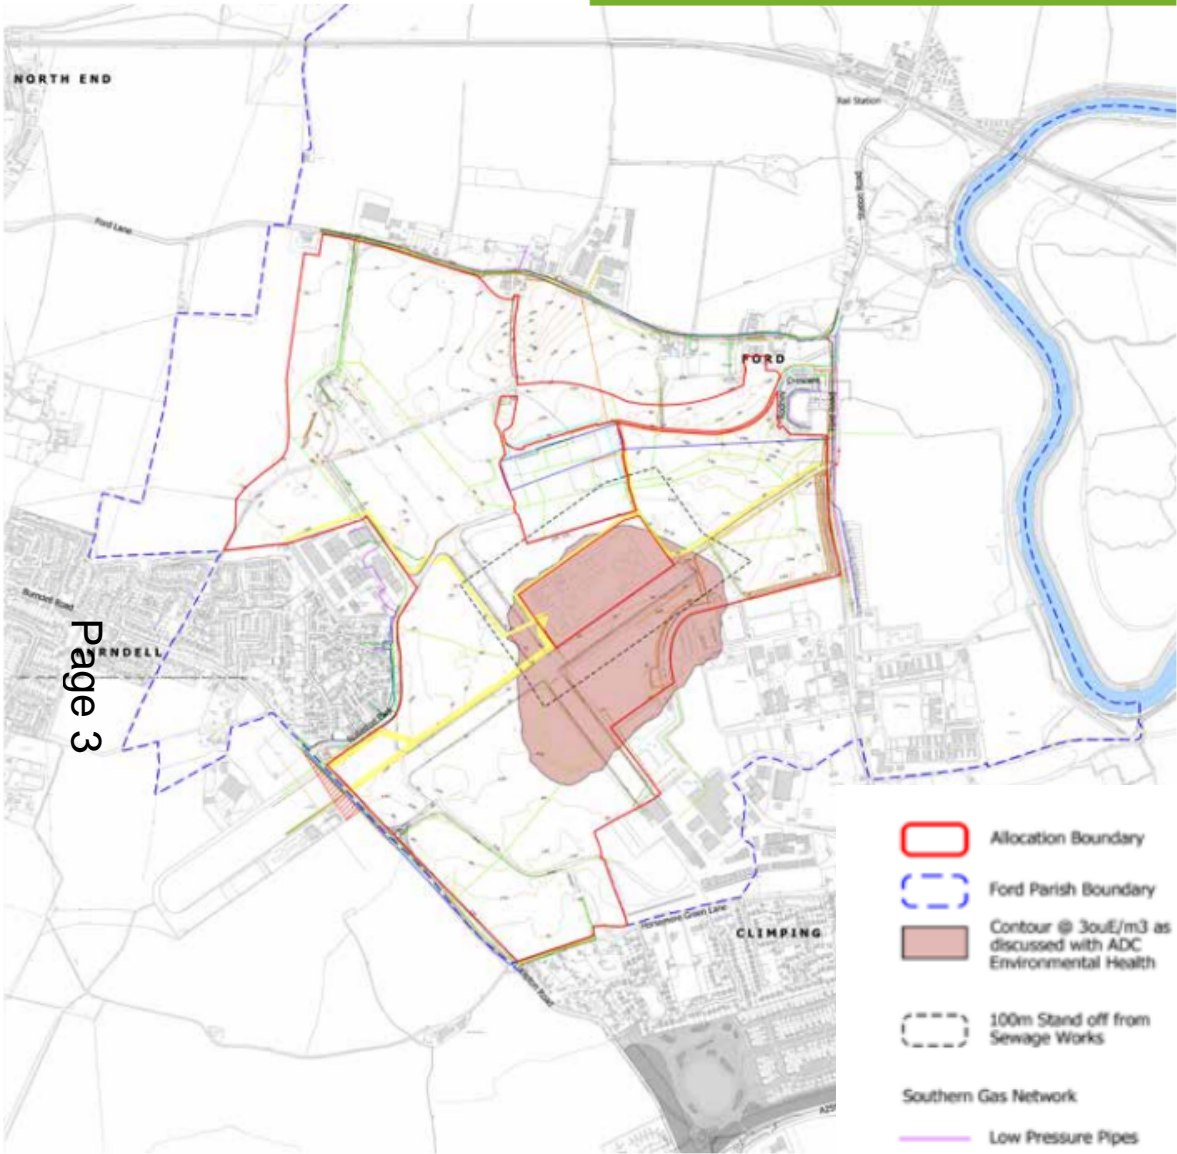 NORTH END
Rail Station
Station Road
Ford Lane
FORD
Crescent
Burndell Road
Page 3
CLIMPING
Horsemere Green Lane
Allocation Boundary
Ford Parish Boundary
Contour @ 3ouE/m3 as
discussed with ADC
Environmental Health
100m Stand off from
Sewage Works
Southern Gas Network
Low Pressure Pipes